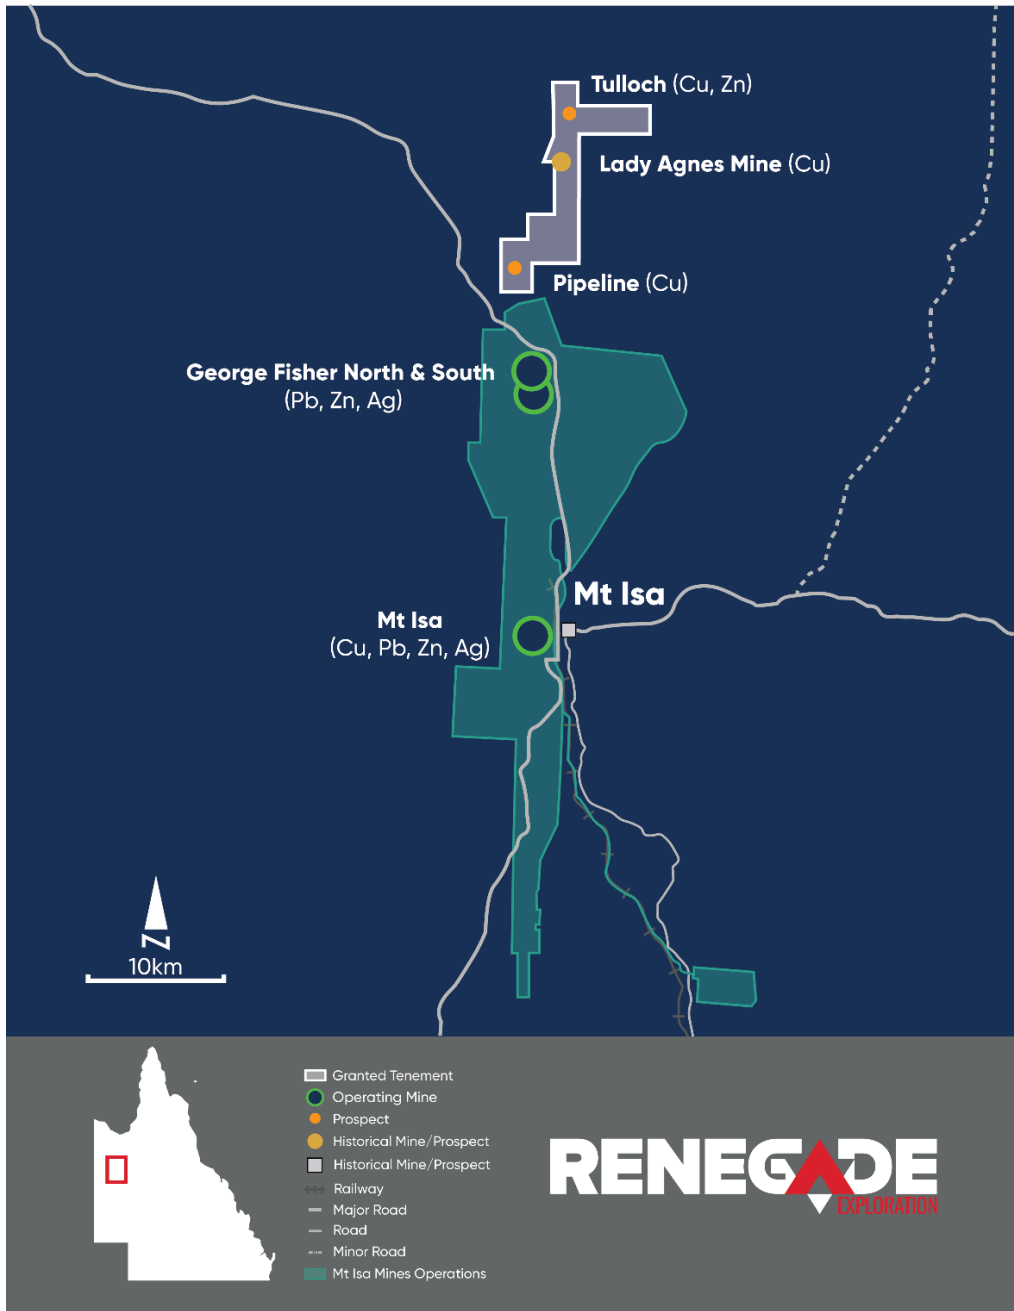 Tulloch (Cu, Zn)
Lady Agnes Mine (Cu)
Pipeline (Cu)
George Fisher North & South
(Pb, Zn, Ag)
Mt Isa
Mt Isa
(Cu, Pb, Zn, Ag)
N
10km
Granted Tenement
Operating Mine
Prospect
Historical Mine/Prospect
Historical Mine/Prospect
Railway
Major Road
Road
Minor Road
Mt Isa Mines Operations
RENEGADE
EXPLORATION